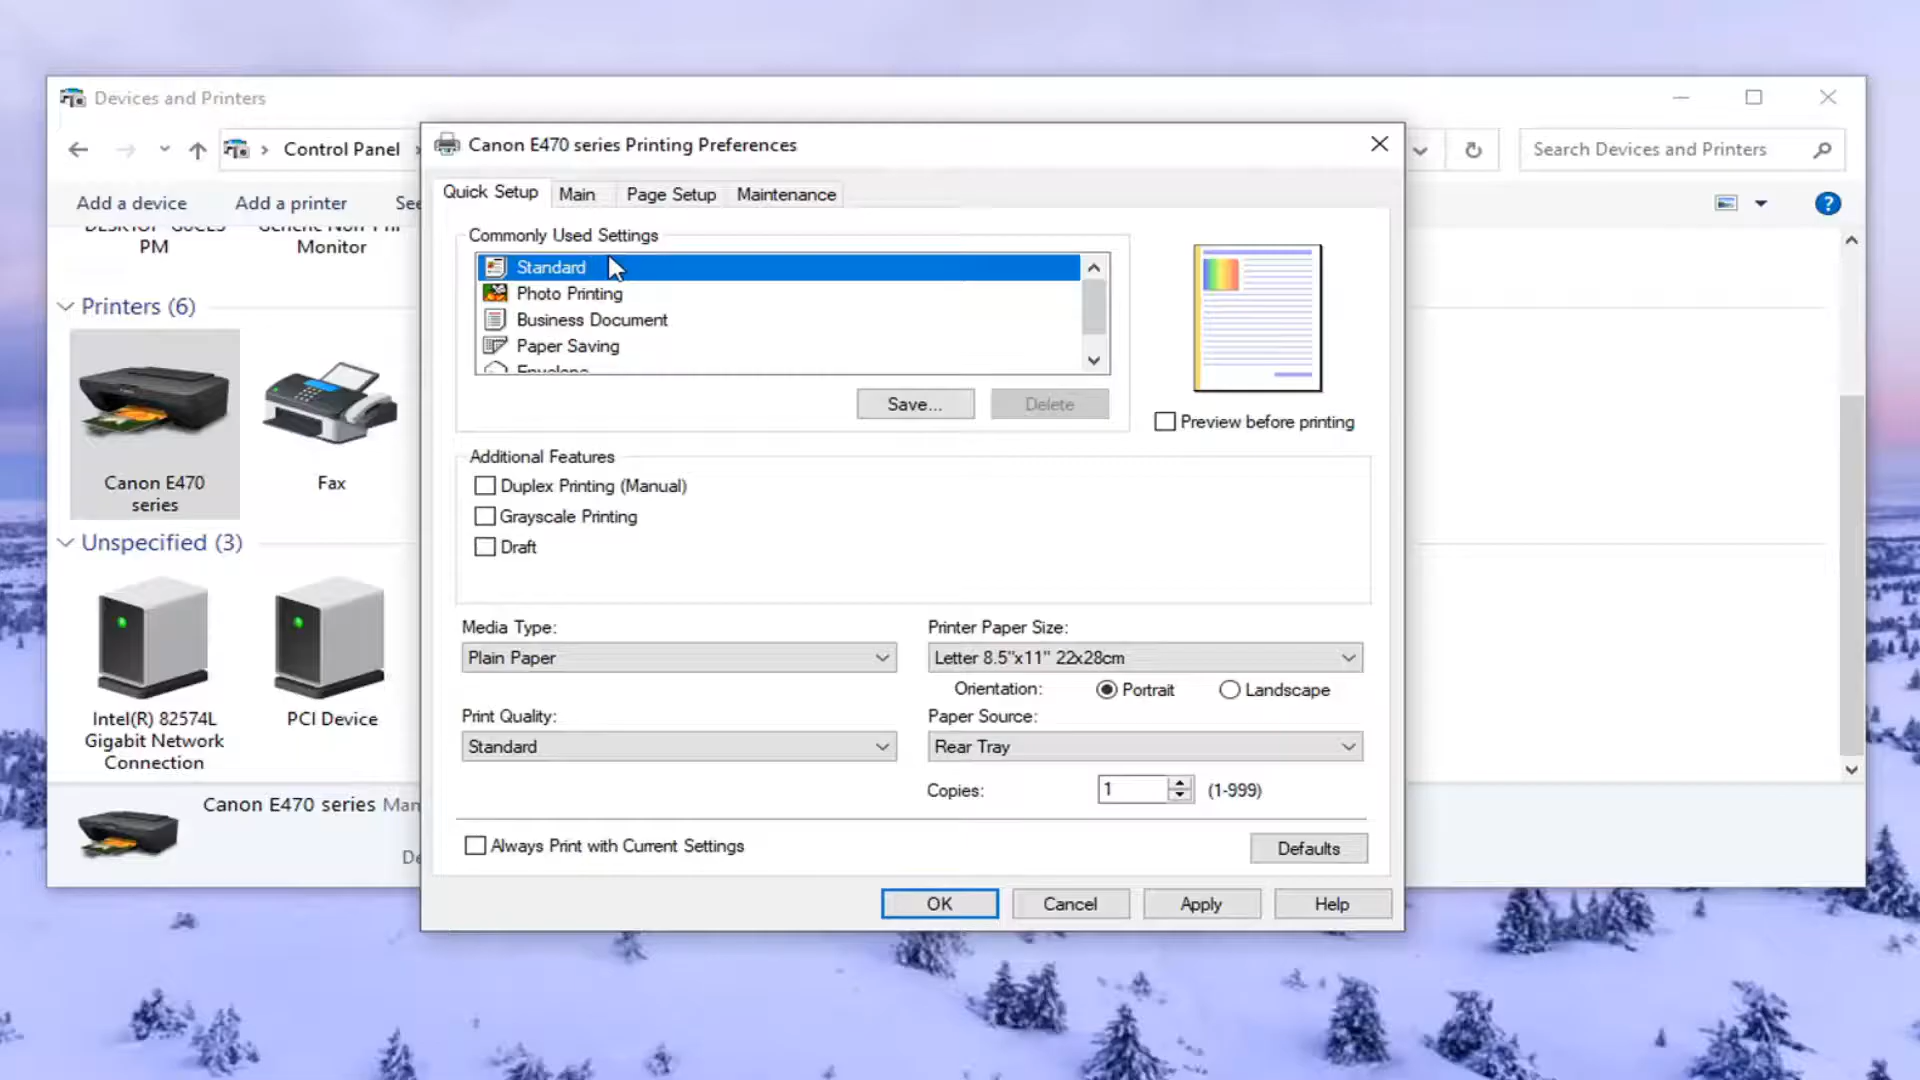 Devices and Printers
Control Panel
Search Devices and Printers
Add a device
Add a printer
PM
Monitor
Printers (6)
Canon E470
series
Fax
Unspecified (3)
Intel(R) 82574L
Gigabit Network
Connection
PCI Device
Canon E470 series
Canon E470 series Printing Preferences
Quick Setup
Main
Page Setup
Maintenance
Commonly Used Settings
Standard
Photo Printing
Business Document
Paper Saving
Envelope
Save...
Delete
Preview before printing
Additional Features
Duplex Printing (Manual)
Grayscale Printing
Draft
Media Type:
Plain Paper
Printer Paper Size:
Letter 8.5"x11" 22x28cm
Orientation:
Portrait
Landscape
Print Quality:
Standard
Paper Source:
Rear Tray
Copies:
1
(1-999)
Always Print with Current Settings
Defaults
OK
Cancel
Apply
Help
?